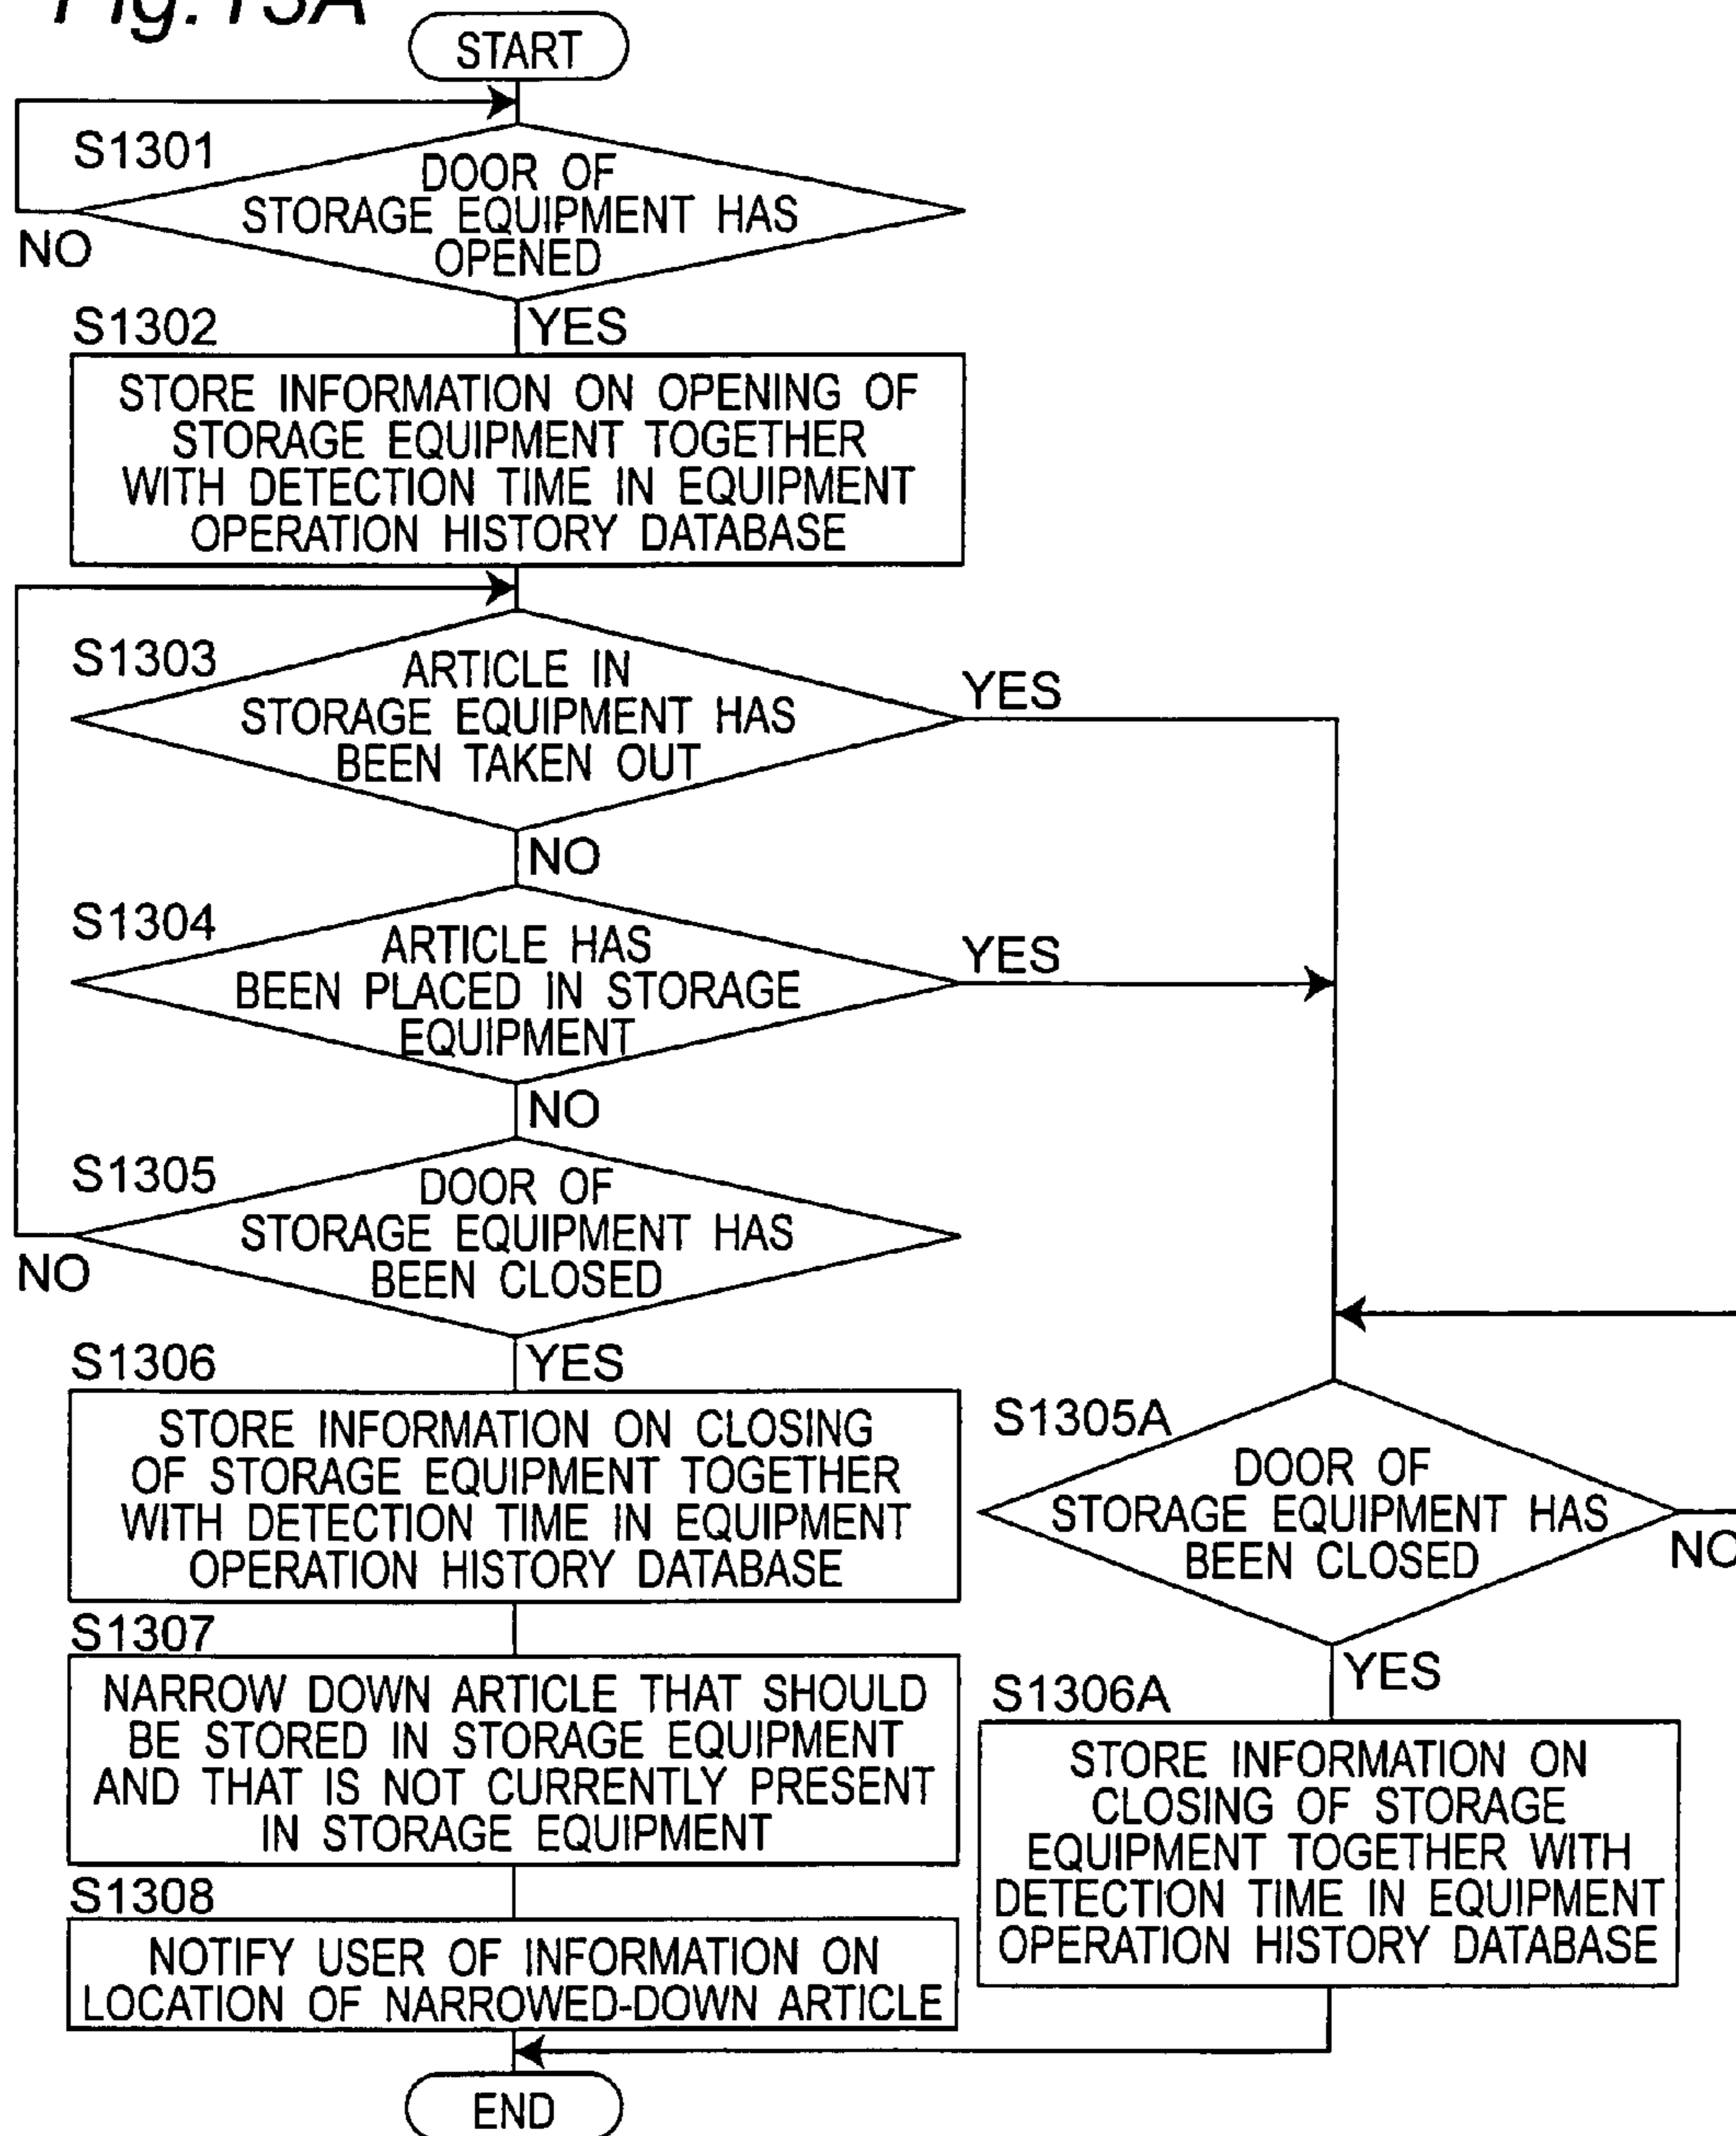 Fig. 13A
START
S1301
DOOR OF
STORAGE EQUIPMENT HAS
OPENED
NO
YES
S1302
STORE INFORMATION ON OPENING OF
STORAGE EQUIPMENT TOGETHER
WITH DETECTION TIME IN EQUIPMENT
OPERATION HISTORY DATABASE
S1303
ARTICLE IN
STORAGE EQUIPMENT HAS
BEEN TAKEN OUT
YES
NO
S1304
ARTICLE HAS
BEEN PLACED IN STORAGE
EQUIPMENT
YES
NO
S1305
DOOR OF
STORAGE EQUIPMENT HAS
BEEN CLOSED
NO
YES
S1306
STORE INFORMATION ON CLOSING
OF STORAGE EQUIPMENT TOGETHER
WITH DETECTION TIME IN EQUIPMENT
OPERATION HISTORY DATABASE
S1307
NARROW DOWN ARTICLE THAT SHOULD
BE STORED IN STORAGE EQUIPMENT
AND THAT IS NOT CURRENTLY PRESENT
IN STORAGE EQUIPMENT
S1308
NOTIFY USER OF INFORMATION ON
LOCATION OF NARROWED-DOWN ARTICLE
S1305A
DOOR OF
STORAGE EQUIPMENT HAS
BEEN CLOSED
NO
YES
S1306A
STORE INFORMATION ON
CLOSING OF STORAGE
EQUIPMENT TOGETHER WITH
DETECTION TIME IN EQUIPMENT
OPERATION HISTORY DATABASE
END